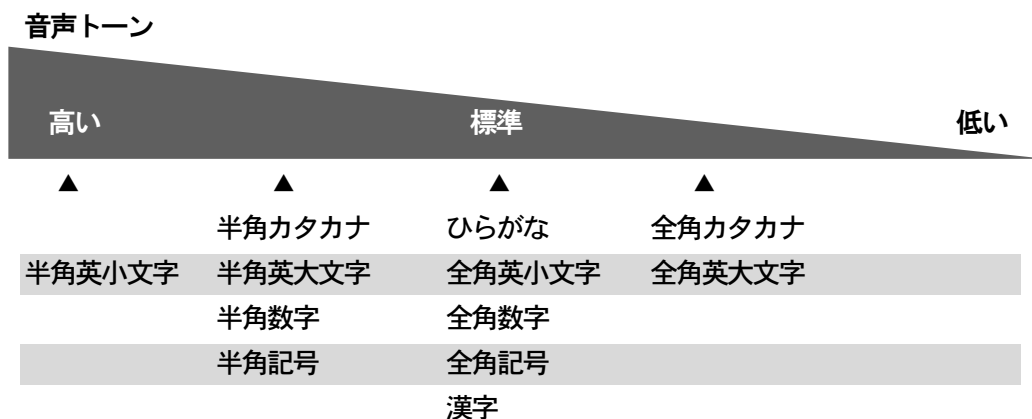 音声トーン
高い 標準 低い
▲ ▲ ▲ ▲
半角カタカナ ひらがな 全角カタカナ
半角英小文字 半角英大文字 全角英小文字 全角英大文字
半角数字 全角数字
半角記号 全角記号
漢字